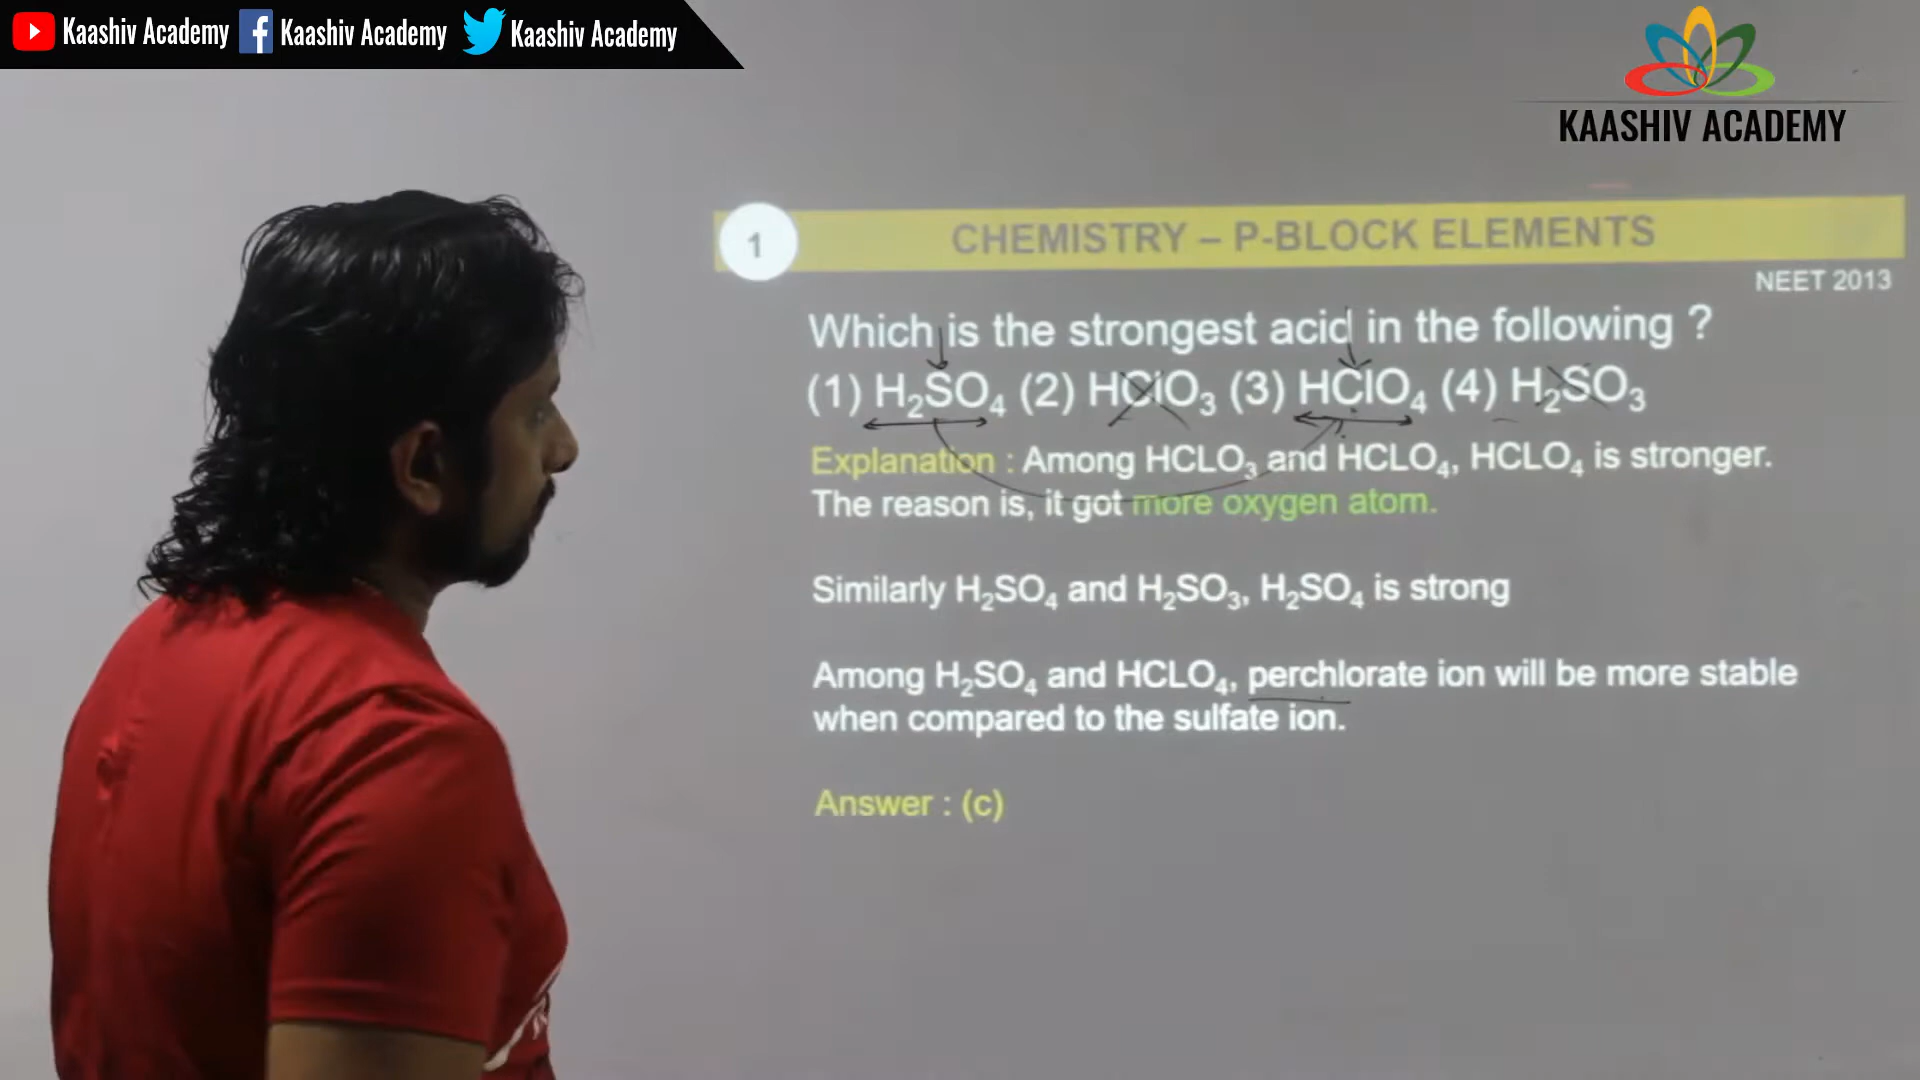 Kaashiv Academy Kaashiv Academy Kaashiv Academy
KAASHIV ACADEMY
1 CHEMISTRY – P-BLOCK ELEMENTS
NEET 2013
Which is the strongest acid in the following ?
(1) H₂SO₄ (2) HClO₃ (3) HClO₄ (4) H₂SO₃
Explanation : Among HCLO₃ and HCLO₄, HCLO₄ is stronger.
The reason is, it got more oxygen atom.
Similarly H₂SO₄ and H₂SO₃, H₂SO₄ is strong
Among H₂SO₄ and HCLO₄, perchlorate ion will be more stable
when compared to the sulfate ion.
Answer : (c)